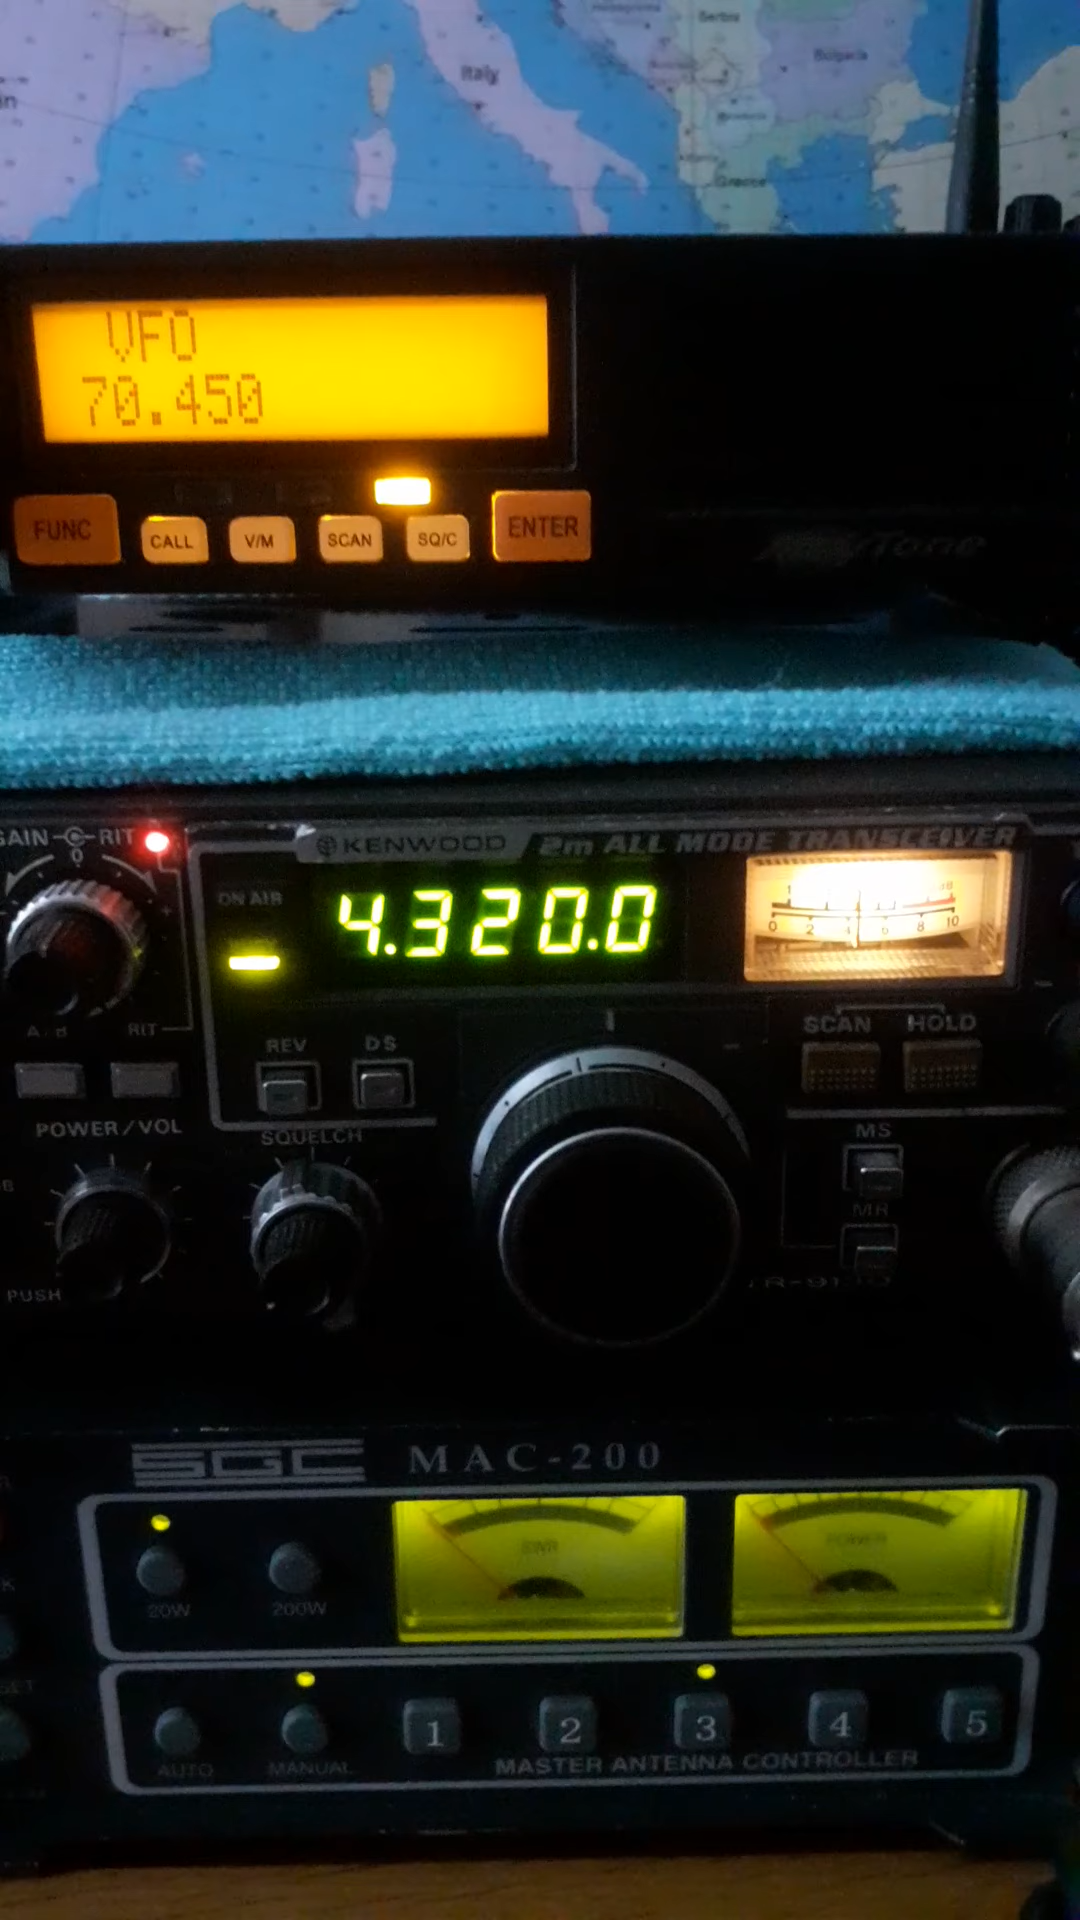 Italy
Serbia
Bulgaria
Greece
VFO
70.450
FUNC
CALL
V/M
SCAN
SQ/C
ENTER
GAIN
RIT
0
KENWOOD
2m ALL MODE TRANSCEIVER
ON AIR
4.320.0
0 2 4 6 8 10
RIT
REV
DS
SCAN
HOLD
POWER/VOL
SQUELCH
MS
MR
PUSH
TR-9130
SGC
MAC-200
SWR
POWER
20W
200W
AUTO
MANUAL
1
2
3
4
5
MASTER ANTENNA CONTROLLER